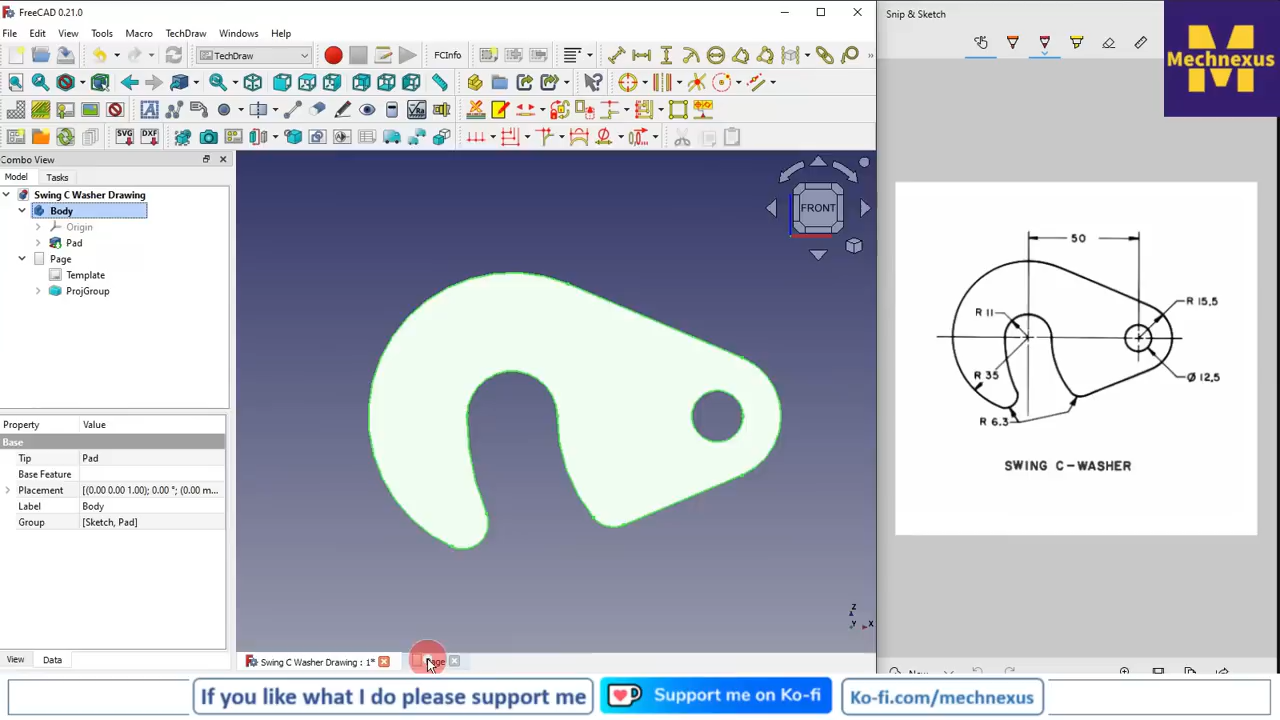 FreeCAD 0.21.0
File Edit View Tools Macro TechDraw Windows Help
TechDraw
FCInfo
SVG DXF
Combo View
Model Tasks
Swing C Washer Drawing
Body
Origin
Pad
Page
Template
ProjGroup
Property Value
Base
Tip Pad
Base Feature
Placement [(0.00 0.00 1.00); 0.00 °; (0.00 m...
Label Body
Group [Sketch, Pad]
View Data
FRONT
Z
Y X
Swing C Washer Drawing : 1*
Snip & Sketch
Mechnexus
50
R 15,5
R 11
R 35
Ø 12,5
R 6.3
SWING C-WASHER
If you like what I do please support me
Support me on Ko-fi
Ko-fi.com/mechnexus